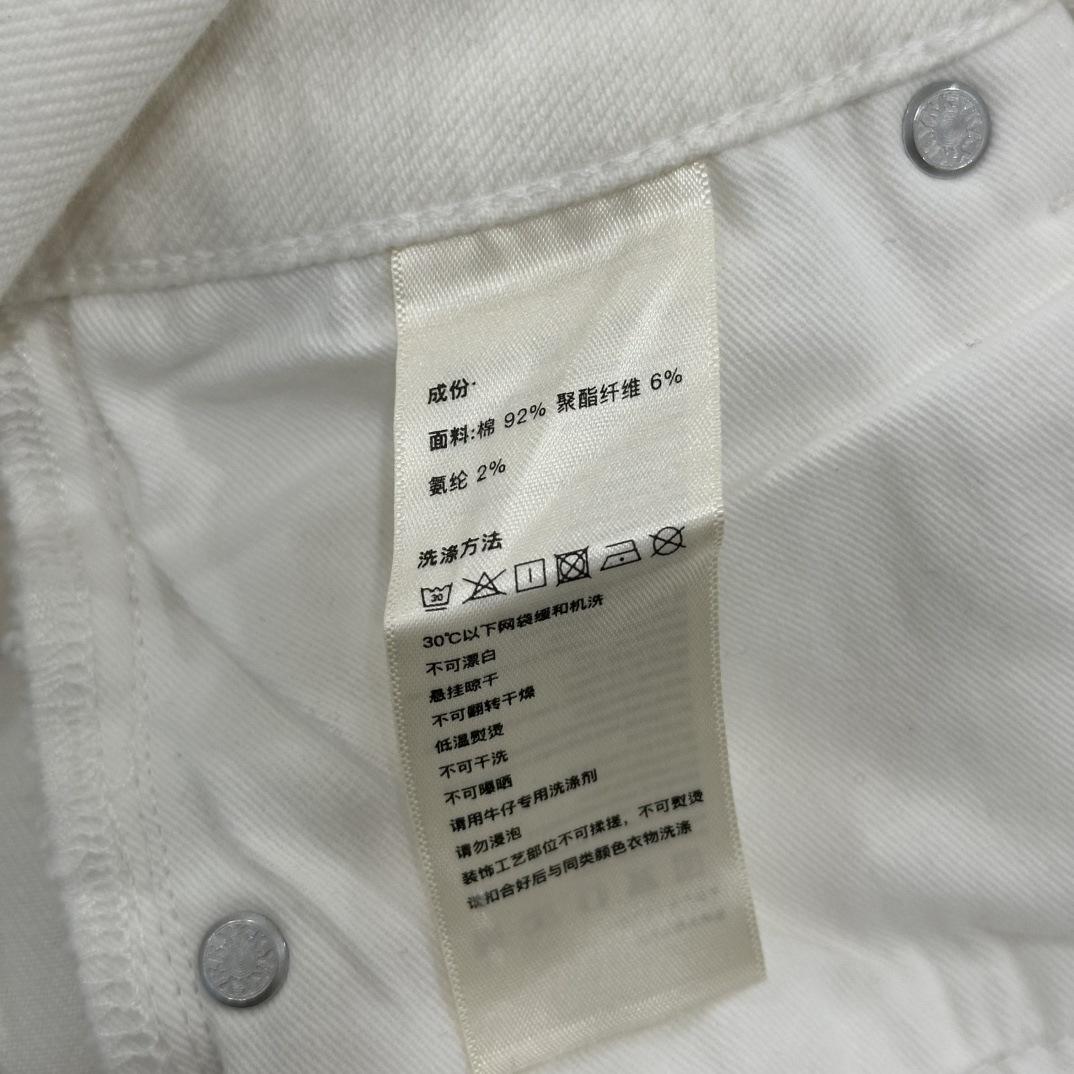 成份·
面料:棉 92% 聚酯纤维 6%
氨纶 2%
洗涤方法
30
30℃以下网袋缓和机洗
不可漂白
悬挂晾干
不可翻转干燥
低温熨烫
不可干洗
不可曝晒
请用牛仔专用洗涤剂
请勿浸泡
装饰工艺部位不可揉搓，不可熨烫
扣合好后与同类颜色衣物洗涤